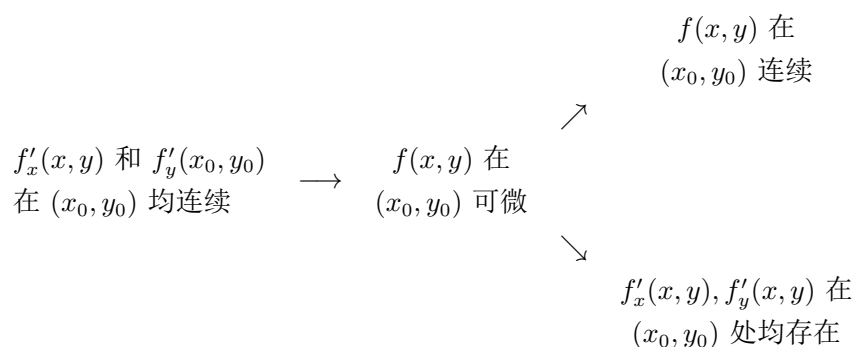 f(x, y) 在
(x₀, y₀) 连续
↗
f′ₓ(x, y) 和 f′ᵧ(x₀, y₀)
在 (x₀, y₀) 均连续
⟶
f(x, y) 在
(x₀, y₀) 可微
↘
f′ₓ(x, y), f′ᵧ(x, y) 在
(x₀, y₀) 处均存在